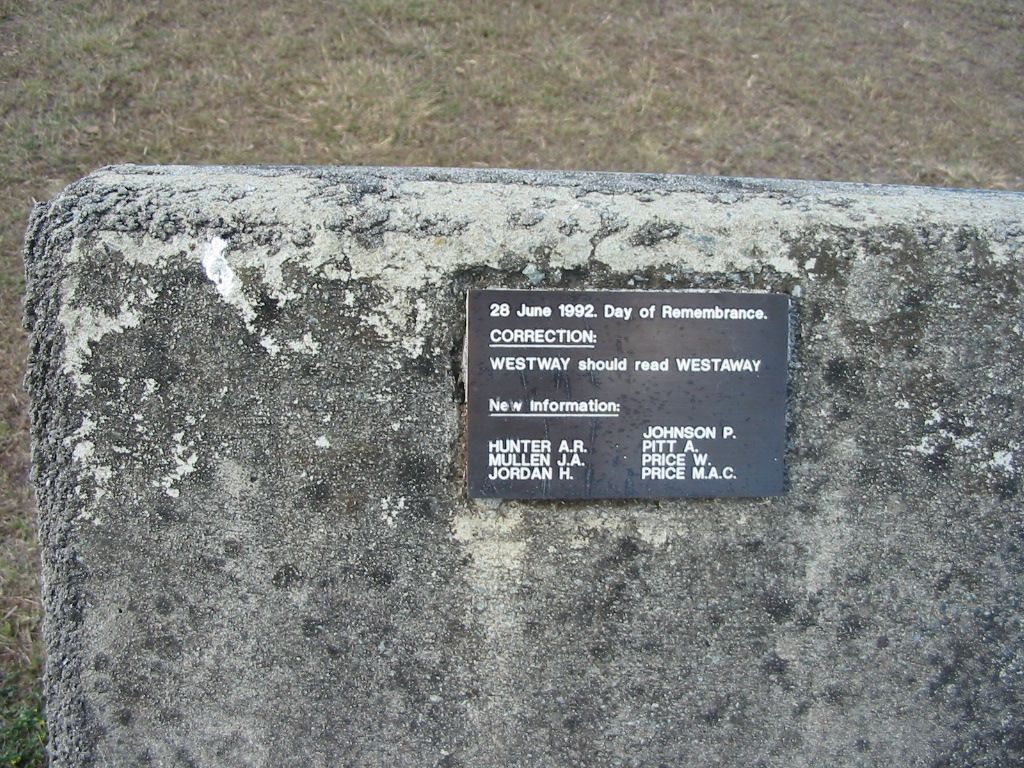 28 June 1992. Day of Remembrance.
CORRECTION:
WESTWAY should read WESTAWAY
New Information:
HUNTER A.R.
MULLEN J.A.
JORDAN H.
JOHNSON P.
PITT A.
PRICE W.
PRICE M.A.C.